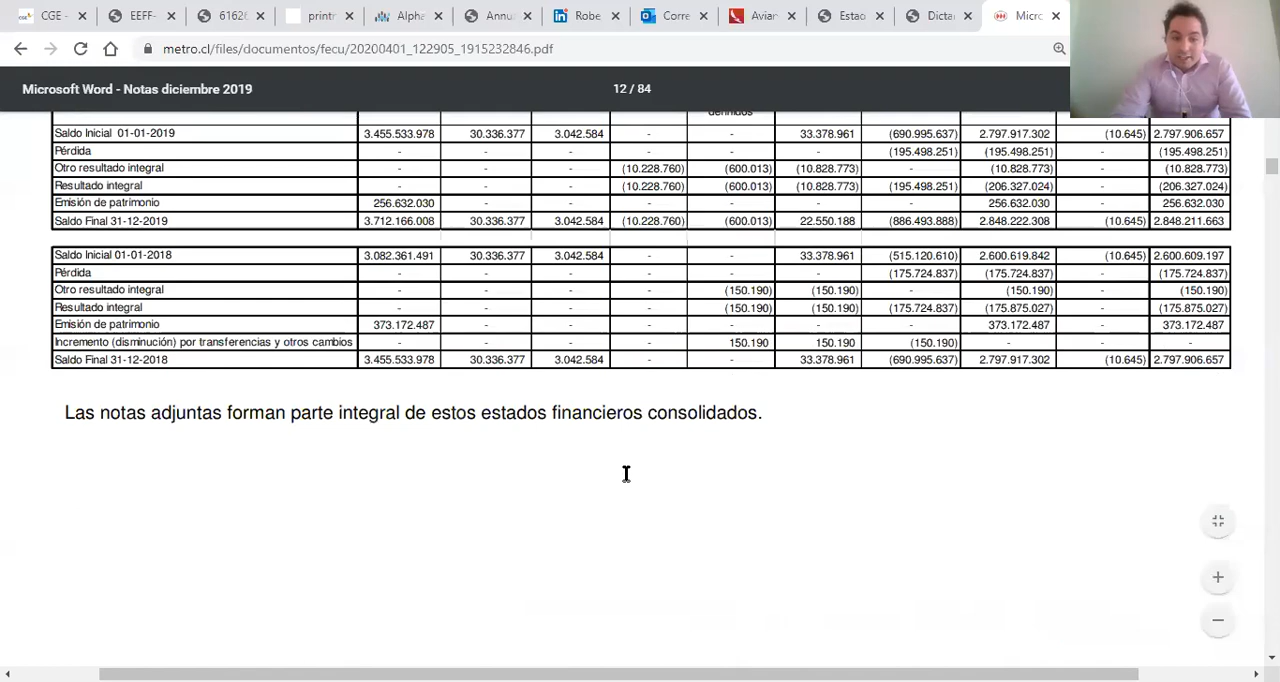 CGE -
EEFF-
6162
printr
Alpha
Annu
Robe
Corre
Aviar
Estao
Dicta
Micro
metro.cl/files/documentos/fecu/20200401_122905_1915232846.pdf
Microsoft Word - Notas diciembre 2019 12 / 84
definidos
Saldo Inicial 01-01-2019 3.455.533.978 30.336.377 3.042.584 - - 33.378.961 (690.995.637) 2.797.917.302 (10.645) 2.797.906.657
Pérdida - - - - - - (195.498.251) (195.498.251) - (195.498.251)
Otro resultado integral - - - (10.228.760) (600.013) (10.828.773) - (10.828.773) - (10.828.773)
Resultado integral - - - (10.228.760) (600.013) (10.828.773) (195.498.251) (206.327.024) - (206.327.024)
Emisión de patrimonio 256.632.030 - - - - - - 256.632.030 - 256.632.030
Saldo Final 31-12-2019 3.712.166.008 30.336.377 3.042.584 (10.228.760) (600.013) 22.550.188 (886.493.888) 2.848.222.308 (10.645) 2.848.211.663
Saldo Inicial 01-01-2018 3.082.361.491 30.336.377 3.042.584 - - 33.378.961 (515.120.610) 2.600.619.842 (10.645) 2.600.609.197
Pérdida - - - - - - (175.724.837) (175.724.837) - (175.724.837)
Otro resultado integral - - - - (150.190) (150.190) - (150.190) - (150.190)
Resultado integral - - - - (150.190) (150.190) (175.724.837) (175.875.027) - (175.875.027)
Emisión de patrimonio 373.172.487 - - - - - - 373.172.487 - 373.172.487
Incremento (disminución) por transferencias y otros cambios - - - - 150.190 150.190 (150.190) - - -
Saldo Final 31-12-2018 3.455.533.978 30.336.377 3.042.584 - - 33.378.961 (690.995.637) 2.797.917.302 (10.645) 2.797.906.657
Las notas adjuntas forman parte integral de estos estados financieros consolidados.